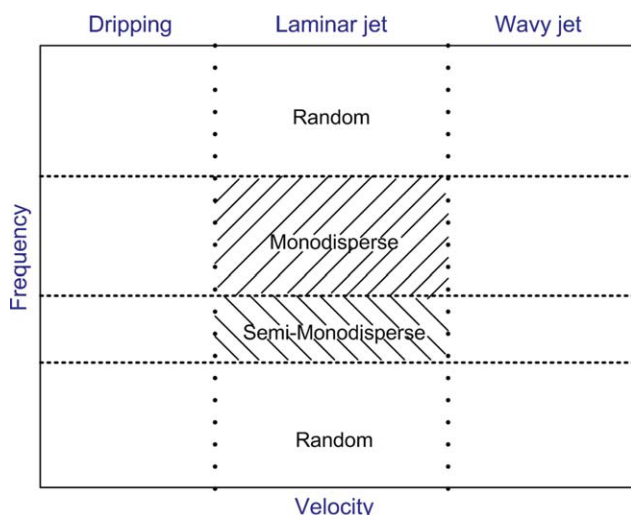 Dripping
Laminar jet
Wavy jet
Random
Monodisperse
Semi-Monodisperse
Random
Frequency
Velocity